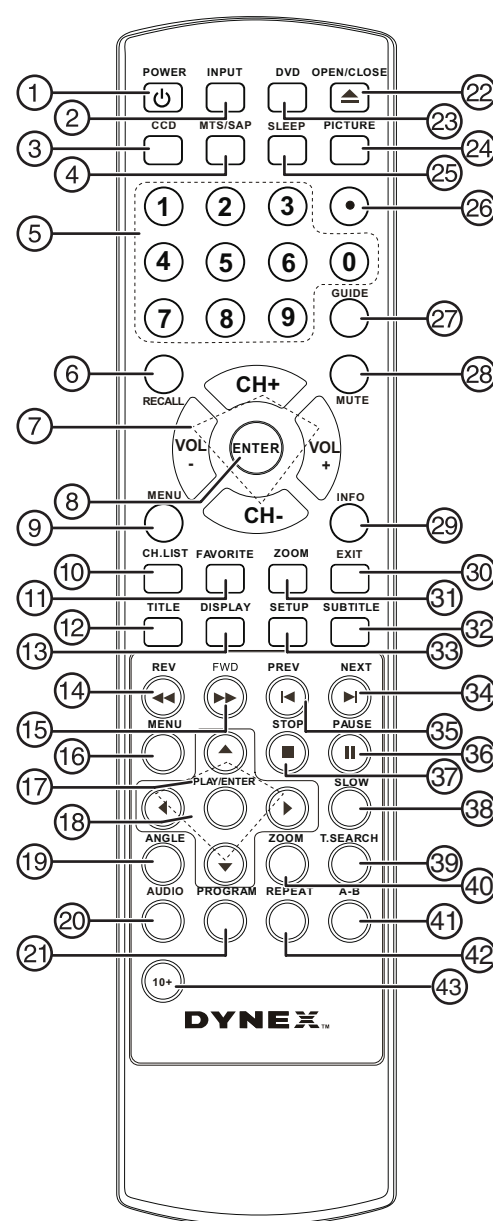 POWER INPUT DVD OPEN/CLOSE
1 22
2 23
CCD MTS/SAP SLEEP PICTURE
3 24
4 25
5 1 2 3 • 26
4 5 6 0
GUIDE
7 8 9 27
6 28
RECALL CH+ MUTE
7
VOL - ENTER VOL +
8
MENU CH- INFO
9 29
CH.LIST FAVORITE ZOOM EXIT
10 30
11 31
TITLE DISPLAY SETUP SUBTITLE
12 32
13 33
REV FWD PREV NEXT
14 34
15 35
MENU STOP PAUSE
16 36
17 37
PLAY/ENTER SLOW
18 38
ANGLE ZOOM T.SEARCH
19 39
40
AUDIO PROGRAM REPEAT A-B
20 41
21 42
10+ 43
DYNEX™